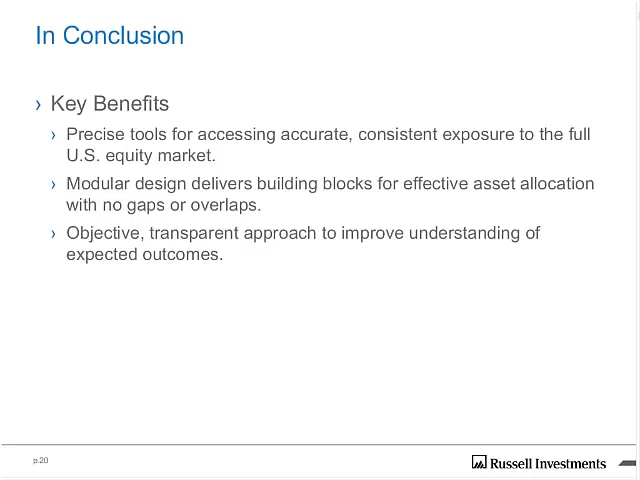 In Conclusion
› Key Benefits
› Precise tools for accessing accurate, consistent exposure to the full
U.S. equity market.
› Modular design delivers building blocks for effective asset allocation
with no gaps or overlaps.
› Objective, transparent approach to improve understanding of
expected outcomes.
p.20
Russell Investments